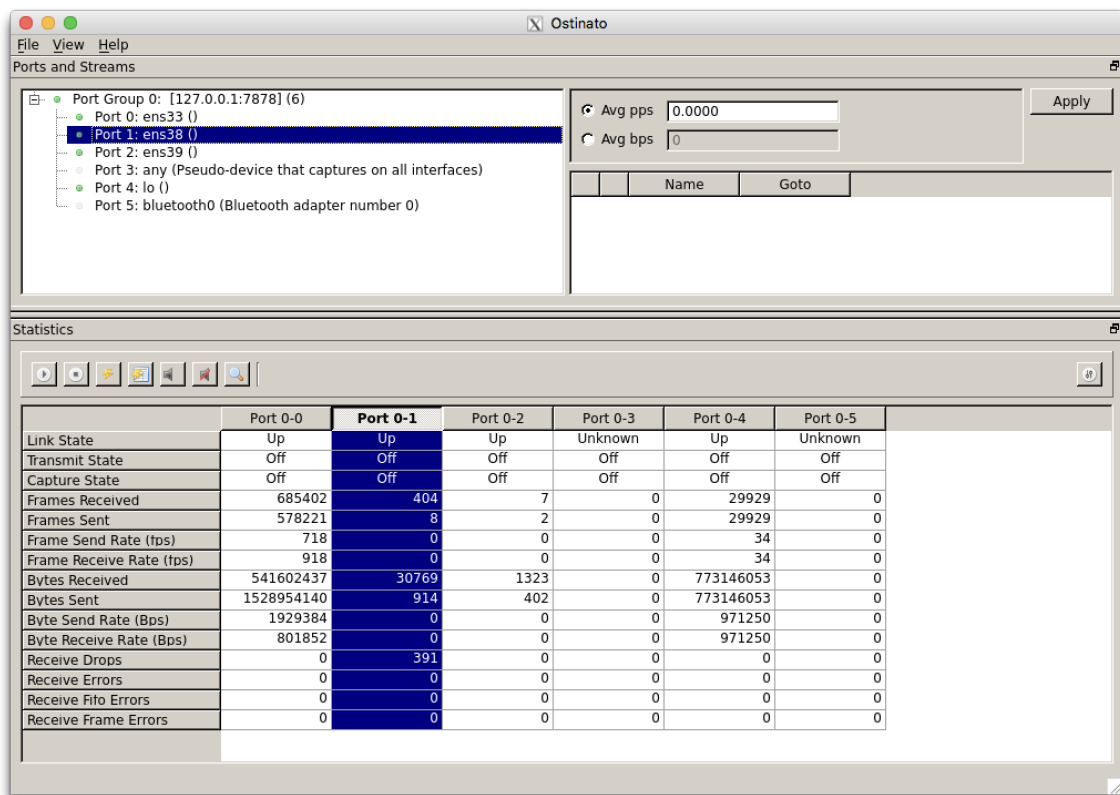 Ostinato
File View Help
Ports and Streams
Port Group 0: [127.0.0.1:7878] (6)
Port 0: ens33 ()
Port 1: ens38 ()
Port 2: ens39 ()
Port 3: any (Pseudo-device that captures on all interfaces)
Port 4: lo ()
Port 5: bluetooth0 (Bluetooth adapter number 0)
Avg pps 0.0000
Avg bps 0
Apply
Name Goto
Statistics
Port 0-0 Port 0-1 Port 0-2 Port 0-3 Port 0-4 Port 0-5
Link State Up Up Up Unknown Up Unknown
Transmit State Off Off Off Off Off Off
Capture State Off Off Off Off Off Off
Frames Received 685402 404 7 0 29929 0
Frames Sent 578221 8 2 0 29929 0
Frame Send Rate (fps) 718 0 0 0 34 0
Frame Receive Rate (fps) 918 0 0 0 34 0
Bytes Received 541602437 30769 1323 0 773146053 0
Bytes Sent 1528954140 914 402 0 773146053 0
Byte Send Rate (Bps) 1929384 0 0 0 971250 0
Byte Receive Rate (Bps) 801852 0 0 0 971250 0
Receive Drops 0 391 0 0 0 0
Receive Errors 0 0 0 0 0 0
Receive Fifo Errors 0 0 0 0 0 0
Receive Frame Errors 0 0 0 0 0 0